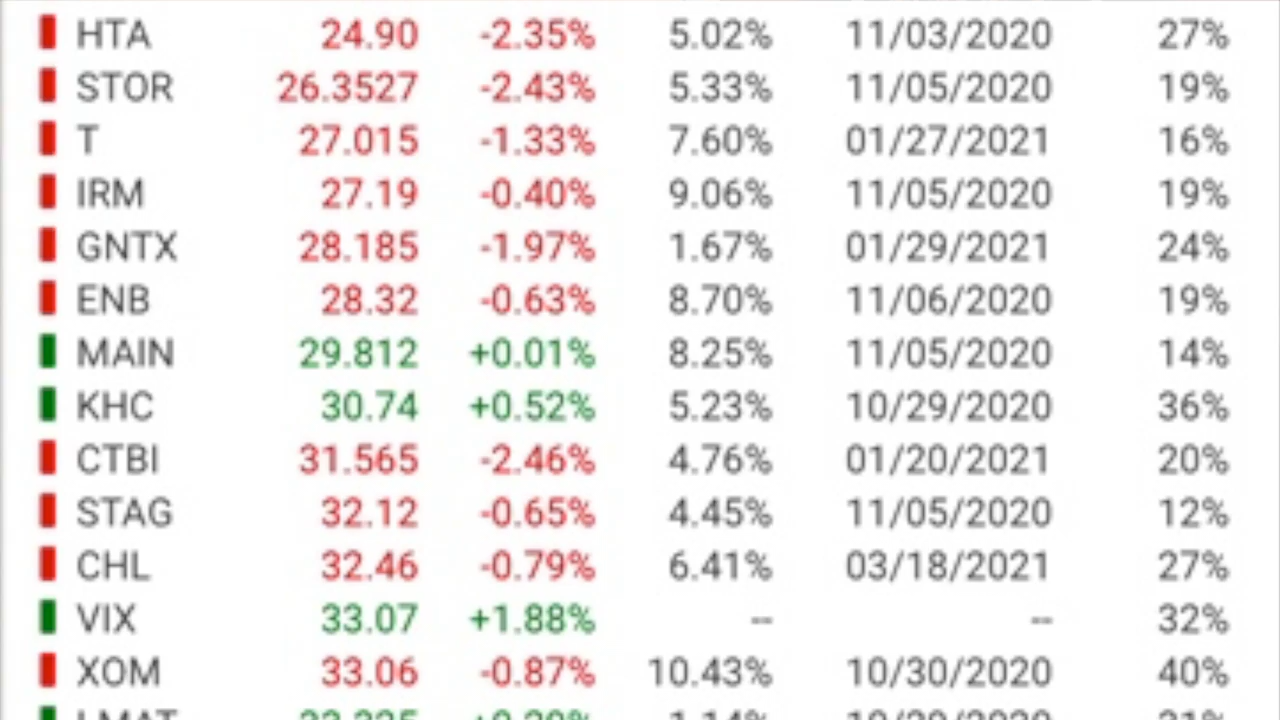 HTA 24.90 -2.35% 5.02% 11/03/2020 27%
STOR 26.3527 -2.43% 5.33% 11/05/2020 19%
T 27.015 -1.33% 7.60% 01/27/2021 16%
IRM 27.19 -0.40% 9.06% 11/05/2020 19%
GNTX 28.185 -1.97% 1.67% 01/29/2021 24%
ENB 28.32 -0.63% 8.70% 11/06/2020 19%
MAIN 29.812 +0.01% 8.25% 11/05/2020 14%
KHC 30.74 +0.52% 5.23% 10/29/2020 36%
CTBI 31.565 -2.46% 4.76% 01/20/2021 20%
STAG 32.12 -0.65% 4.45% 11/05/2020 12%
CHL 32.46 -0.79% 6.41% 03/18/2021 27%
VIX 33.07 +1.88% -- -- 32%
XOM 33.06 -0.87% 10.43% 10/30/2020 40%